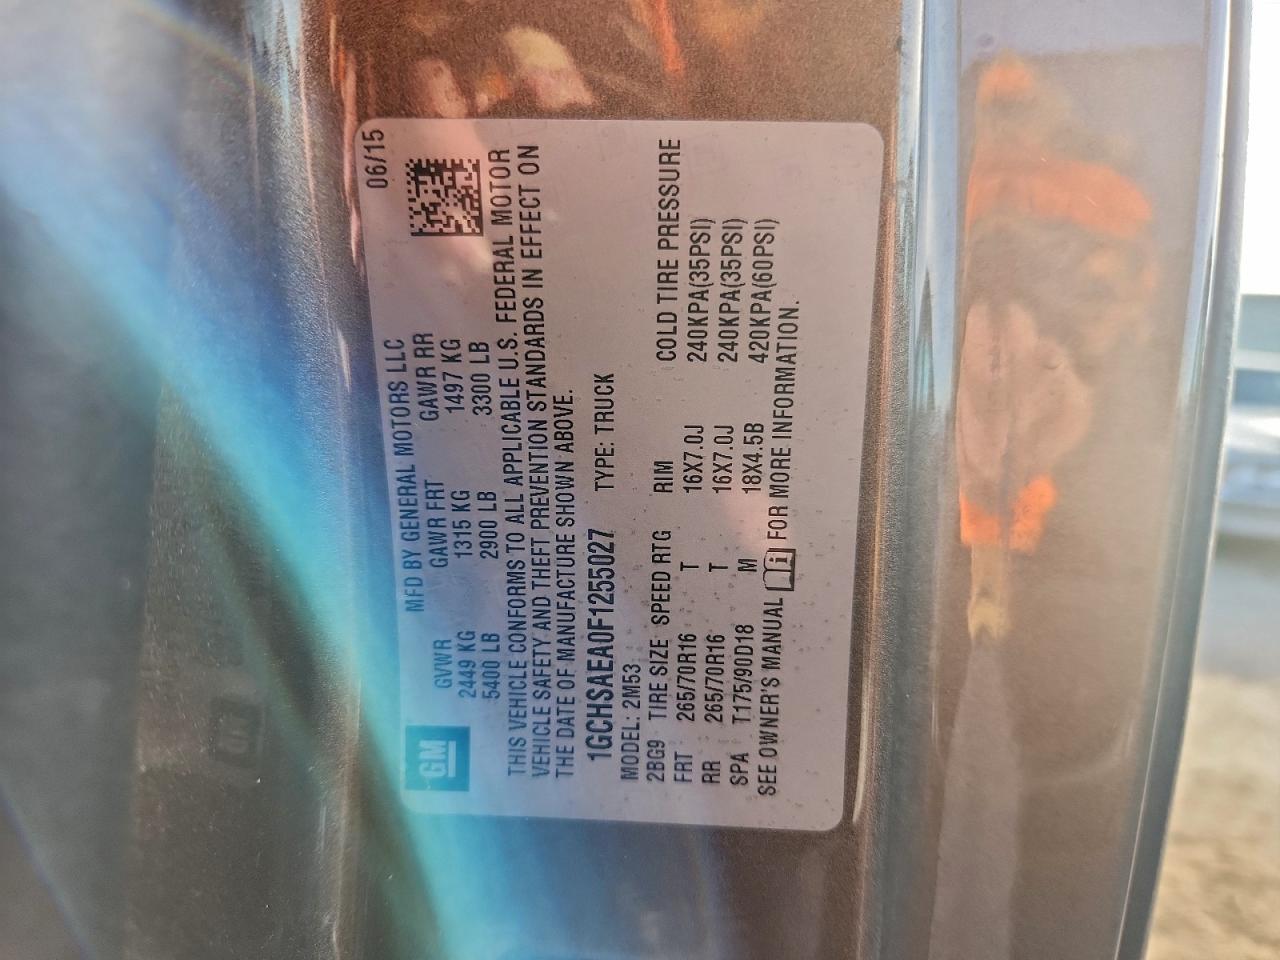 06/15
GM
MFD BY GENERAL MOTORS LLC
GVWR GAWR FRT GAWR RR
2449 KG 1315 KG 1497 KG
5400 LB 2900 LB 3300 LB
THIS VEHICLE CONFORMS TO ALL APPLICABLE U.S. FEDERAL MOTOR
VEHICLE SAFETY AND THEFT PREVENTION STANDARDS IN EFFECT ON
THE DATE OF MANUFACTURE SHOWN ABOVE.
1GCHSAEA0F1255027 TYPE: TRUCK
MODEL: 2M53
2BG9 TIRE SIZE SPEED RTG RIM COLD TIRE PRESSURE
FRT 265/70R16 T 16X7.0J 240KPA(35PSI)
RR 265/70R16 T 16X7.0J 240KPA(35PSI)
SPA T175/90D18 M 18X4.5B 420KPA(60PSI)
SEE OWNER'S MANUAL i FOR MORE INFORMATION.